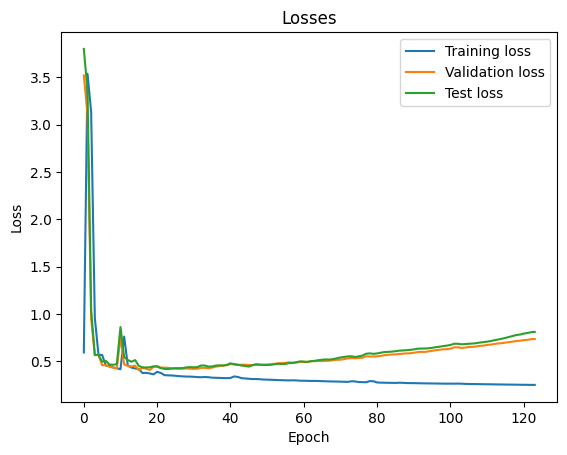 Losses
Training loss
Validation loss
Test loss
3.5
3.0
2.5
2.0
1.5
1.0
0.5
Loss
0 20 40 60 80 100 120
Epoch